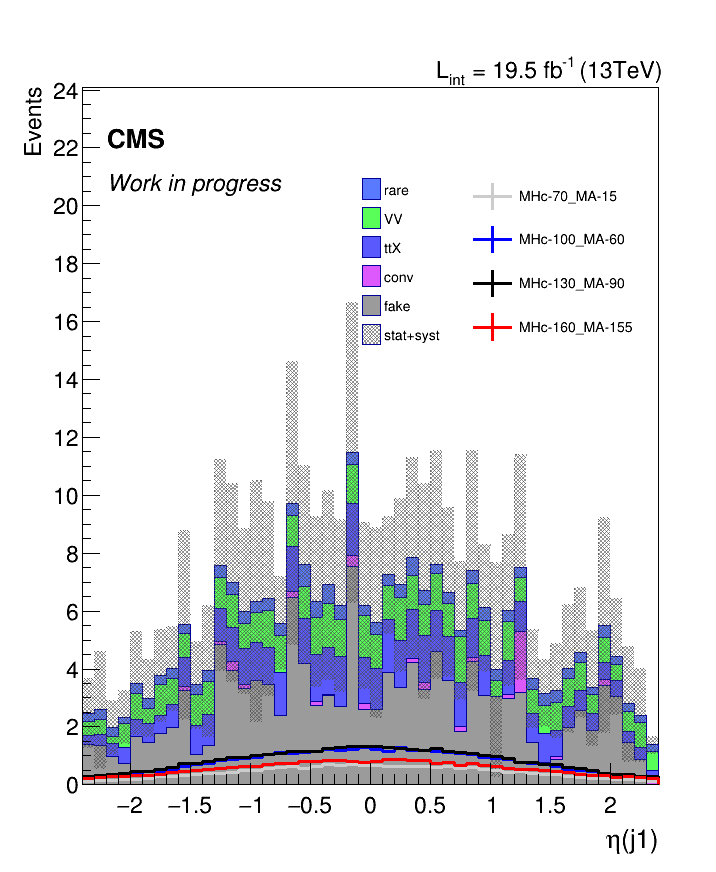 L_int = 19.5 fb^-1 (13TeV)
Events
24
22
20
18
16
14
12
10
8
6
4
2
0
CMS
Work in progress
rare
VV
ttX
conv
fake
stat+syst
MHc-70_MA-15
MHc-100_MA-60
MHc-130_MA-90
MHc-160_MA-155
−2 −1.5 −1 −0.5 0 0.5 1 1.5 2
η(j1)